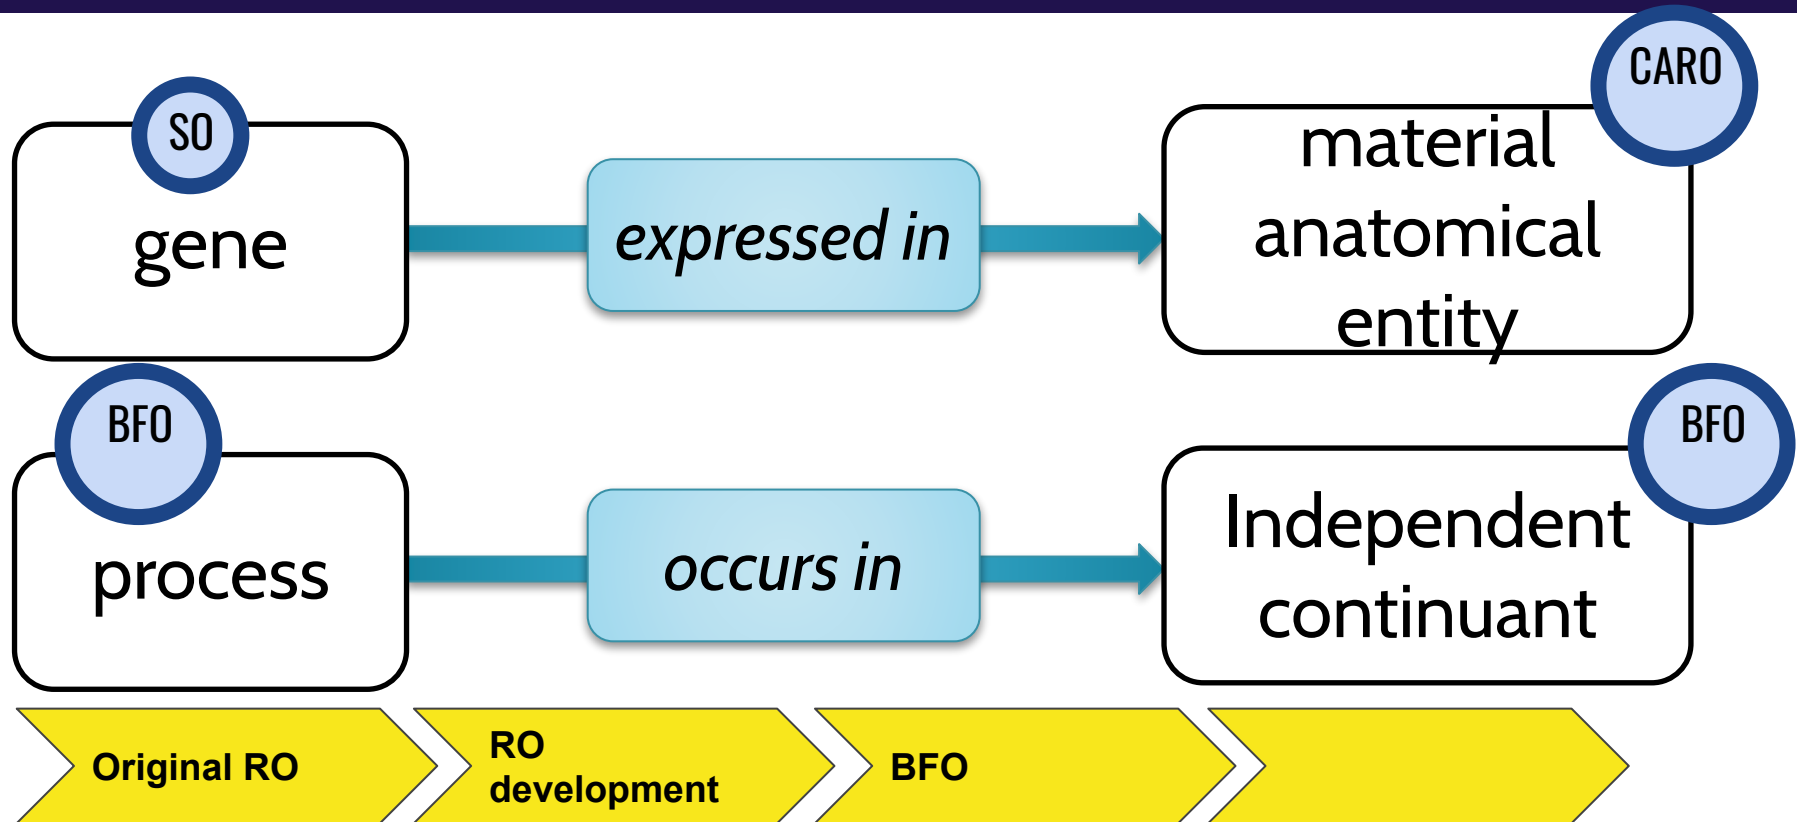 SO
gene
expressed in
CARO
material
anatomical
entity
BFO
process
occurs in
BFO
Independent
continuant
Original RO
RO
development
BFO